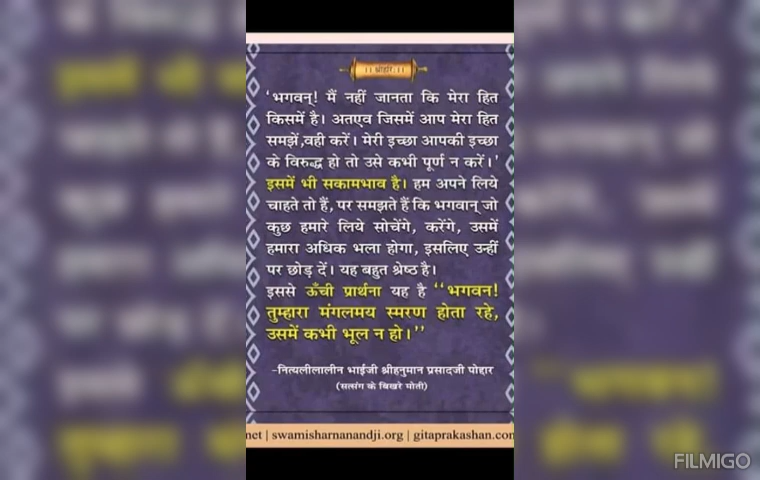 ।। श्रीहरिः ।।
'भगवन्! मैं नहीं जानता कि मेरा हित
किसमें है। अतएव जिसमें आप मेरा हित
समझें,वही करें। मेरी इच्छा आपकी इच्छा
के विरुद्ध हो तो उसे कभी पूर्ण न करें।'
इसमें भी सकामभाव है। हम अपने लिये
चाहते तो हैं, पर समझते हैं कि भगवान् जो
कुछ हमारे लिये सोचेंगे, करेंगे, उसमें
हमारा अधिक भला होगा, इसलिए उन्हीं
पर छोड़ दें। यह बहुत श्रेष्ठ है।
इससे ऊँची प्रार्थना यह है ‘‘भगवन!
तुम्हारा मंगलमय स्मरण होता रहे,
उसमें कभी भूल न हो।’’
-नित्यलीलालीन भाईजी श्रीहनुमान प्रसादजी पोद्दार
(सत्संग के बिखरे मोती)
net | swamisharnanandji.org | gitaprakashan.com
FILMIGO